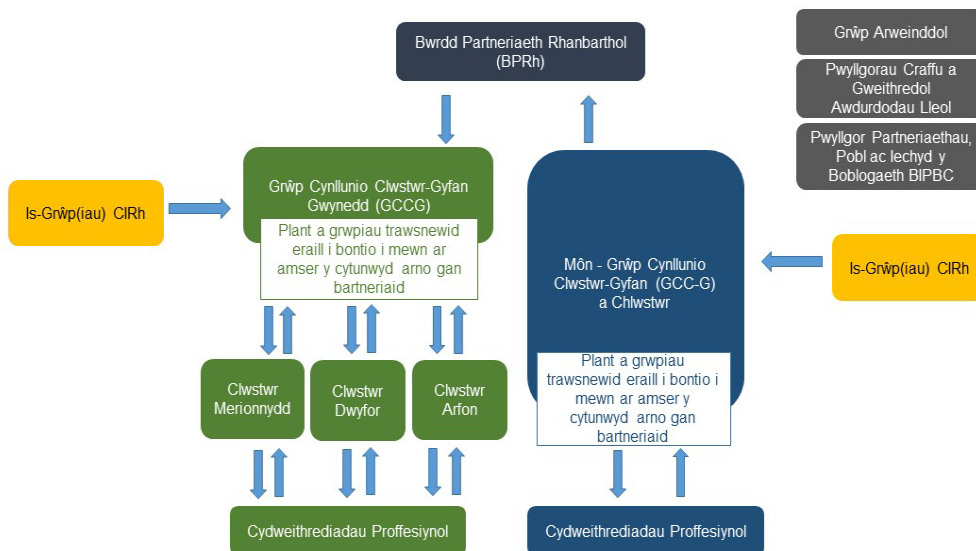 Bwrdd Partneriaeth Rhanbarthol
(BPRh)
Grŵp Arweinddol
Pwyllgorau Craffu a
Gweithredol
Awdurdodau Lleol
Pwyllgor Partneriaethau,
Pobl ac Iechyd y
Boblogaeth BIPBC
Is-Grŵp(iau) CIRh
Grŵp Cynllunio Clwstwr-Gyfan
Gwynedd (GCCG)
Plant a grwpiau trawsnewid
eraill i bontio i mewn ar
amser y cytunwyd arno gan
bartneriaid
Môn - Grŵp Cynllunio
Clwstwr-Gyfan (GCC-G)
a Chlwstwr
Is-Grŵp(iau) CIRh
Plant a grwpiau
trawsnewid eraill i bontio i
mewn ar amser y
cytunwyd arno gan
bartneriaid
Clwstwr
Merionnydd
Clwstwr
Dwyfor
Clwstwr
Arfon
Cydweithrediadau Proffesiynol
Cydweithrediadau Proffesiynol